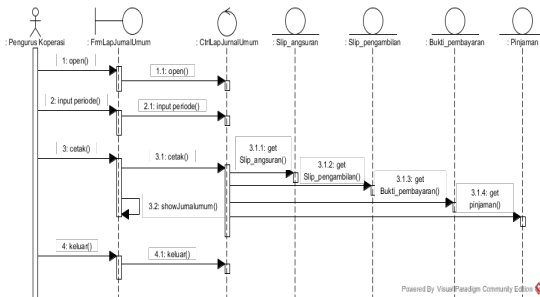 : Pengurus Koperasi
: FrmLapJurnalUmum
: CtrlLapJurnalUmum
: Slip_angsuran
: Slip_pengambilan
: Bukti_pembayaran
: Pinjaman
1: open()
1.1: open()
2: input periode()
2.1: input periode()
3: cetak()
3.1: cetak()
3.1.1: get
Slip_angsuran()
3.1.2: get
Slip_pengambilan()
3.1.3: get
Bukti_pembayaran()
3.1.4: get
pinjaman()
3.2: showJurnalumum()
4: keluar()
4.1: keluar()
Powered By Visual Paradigm Community Edition